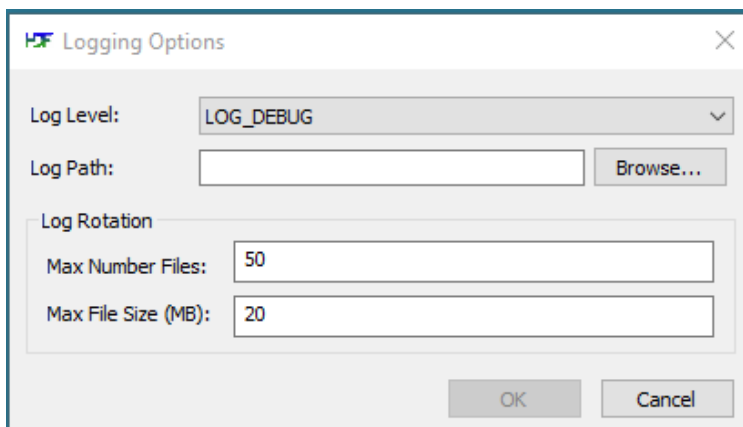 HDF Logging Options
Log Level: LOG_DEBUG
Log Path: Browse...
Log Rotation
Max Number Files: 50
Max File Size (MB): 20
OK Cancel